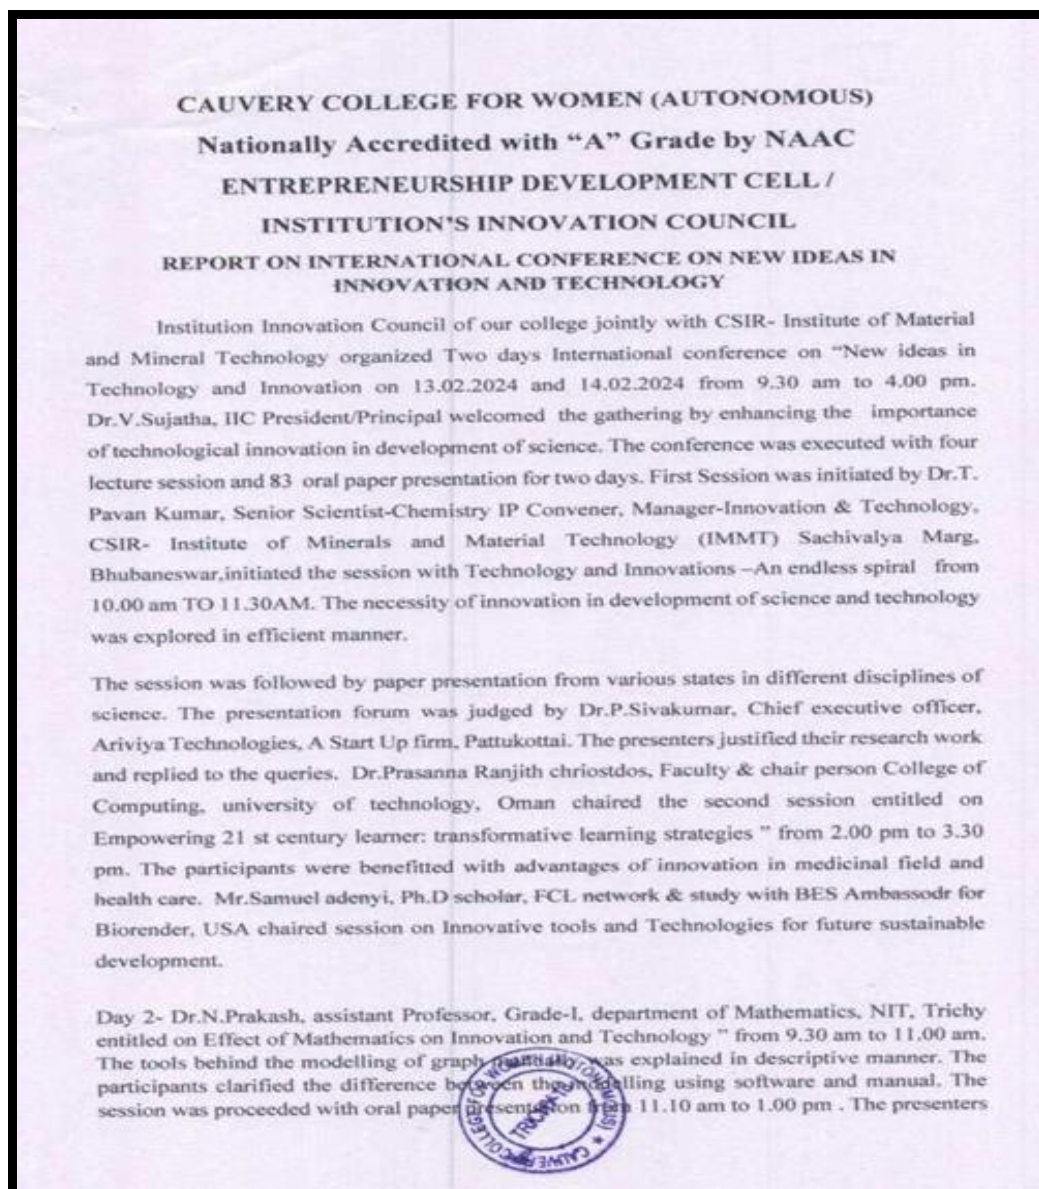 CAUVERY COLLEGE FOR WOMEN (AUTONOMOUS)
Nationally Accredited with “A” Grade by NAAC
ENTREPRENEURSHIP DEVELOPMENT CELL /
INSTITUTION’S INNOVATION COUNCIL
REPORT ON INTERNATIONAL CONFERENCE ON NEW IDEAS IN
INNOVATION AND TECHNOLOGY
Institution Innovation Council of our college jointly with CSIR- Institute of Material
and Mineral Technology organized Two days International conference on “New ideas in
Technology and Innovation on 13.02.2024 and 14.02.2024 from 9.30 am to 4.00 pm.
Dr.V.Sujatha, IIC President/Principal welcomed the gathering by enhancing the importance
of technological innovation in development of science. The conference was executed with four
lecture session and 83 oral paper presentation for two days. First Session was initiated by Dr.T.
Pavan Kumar, Senior Scientist-Chemistry IP Convener, Manager-Innovation & Technology,
CSIR- Institute of Minerals and Material Technology (IMMT) Sachivalya Marg,
Bhubaneswar,initiated the session with Technology and Innovations –An endless spiral from
10.00 am TO 11.30AM. The necessity of innovation in development of science and technology
was explored in efficient manner.
The session was followed by paper presentation from various states in different disciplines of
science. The presentation forum was judged by Dr.P.Sivakumar, Chief executive officer,
Ariviya Technologies, A Start Up firm, Pattukottai. The presenters justified their research work
and replied to the queries. Dr.Prasanna Ranjith chriostdos, Faculty & chair person College of
Computing, university of technology, Oman chaired the second session entitled on
Empowering 21 st century learner: transformative learning strategies ” from 2.00 pm to 3.30
pm. The participants were benefitted with advantages of innovation in medicinal field and
health care. Mr.Samuel adenyi, Ph.D scholar, FCL network & study with BES Ambassodr for
Biorender, USA chaired session on Innovative tools and Technologies for future sustainable
development.
Day 2- Dr.N.Prakash, assistant Professor, Grade-I, department of Mathematics, NIT, Trichy
entitled on Effect of Mathematics on Innovation and Technology ” from 9.30 am to 11.00 am.
The tools behind the modelling of graph was explained in descriptive manner. The
participants clarified the difference between the modelling using software and manual. The
session was proceeded with oral paper presentation from 11.10 am to 1.00 pm . The presenters